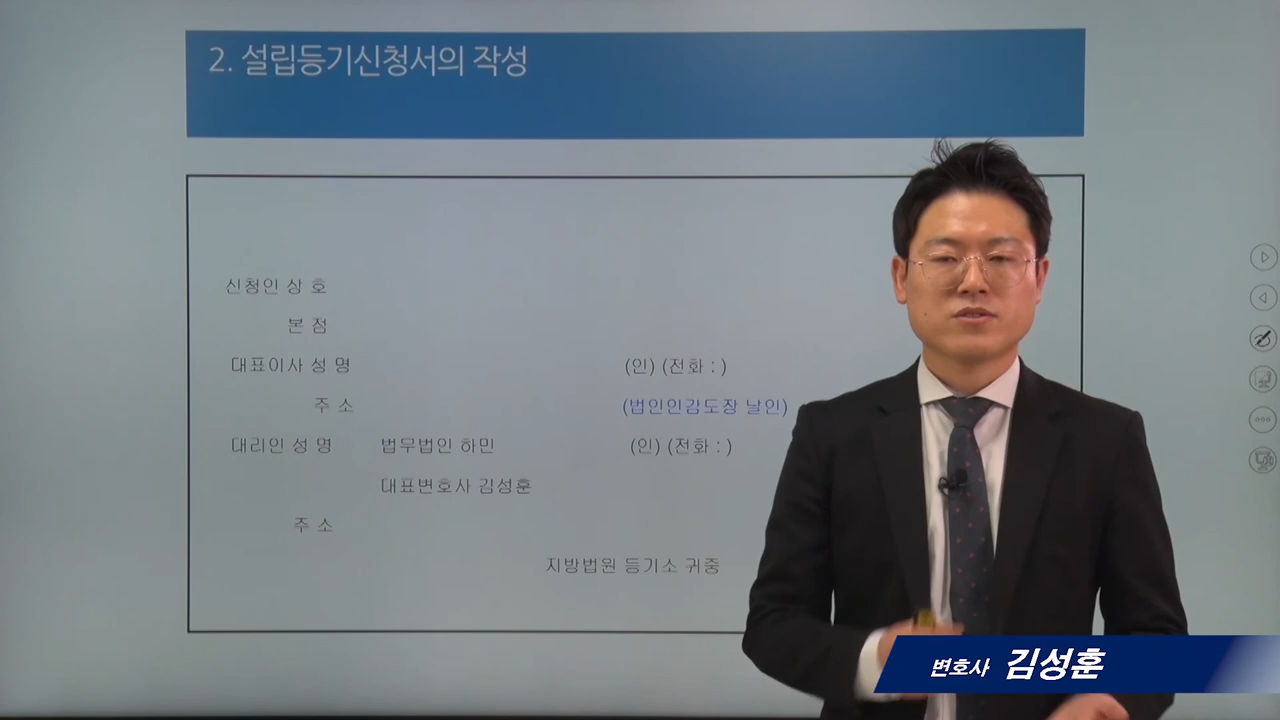 2. 설립등기신청서의 작성
신청인 상 호
본 점
대표이사 성 명 (인) (전화 : )
주 소 (법인인감도장 날인)
대리인 성 명 법무법인 하민 (인) (전화 : )
대표변호사 김성훈
주 소
지방법원 등기소 귀중
변호사 김성훈